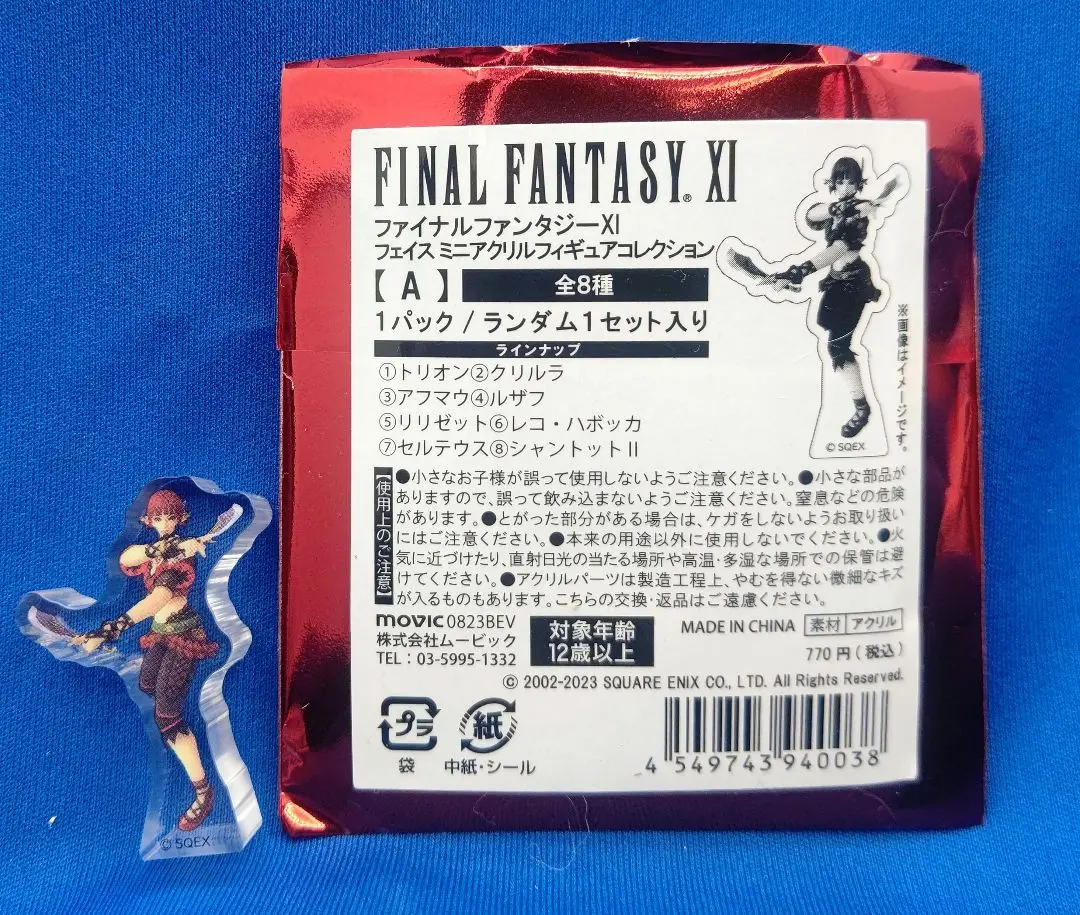 FINAL FANTASY® XI
ファイナルファンタジーXI
フェイス ミニアクリルフィギュアコレクション
【 A 】 全8種
1パック / ランダム1セット入り
ラインナップ
①トリオン②クリルラ
③アフマウ④ルザフ
⑤リリゼット⑥レコ・ハボッカ
⑦セルテウス⑧シャントットⅡ
※画像はイメージです。
© SQEX
【使用上のご注意】
●小さなお子様が誤って使用しないようご注意ください。●小さな部品が
ありますので、誤って飲み込まないようご注意ください。窒息などの危険
があります。●とがった部分がある場合は、ケガをしないようお取り扱い
にはご注意ください。●本来の用途以外に使用しないでください。●火
気に近づけたり、直射日光の当たる場所や高温・多湿な場所での保管は避
けてください。●アクリルパーツは製造工程上、やむを得ない微細なキズ
が入るものもあります。こちらの交換・返品はご遠慮ください。
movic 0823BEV
株式会社ムービック
TEL：03-5995-1332
対象年齢
12歳以上
MADE IN CHINA 素材 アクリル
770円(税込)
© 2002-2023 SQUARE ENIX CO., LTD. All Rights Reserved.
プラ
袋
紙
中紙・シール
4 549743 940038
© SQEX